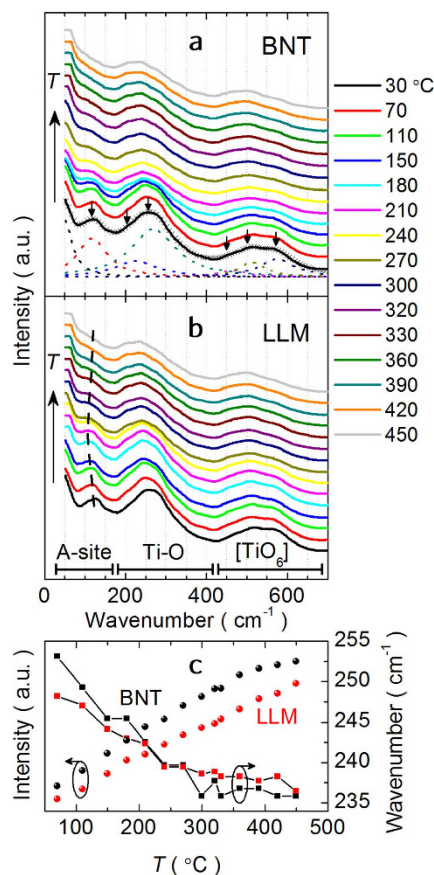 a BNT
T
Intensity ( a.u. )
b LLM
T
A-site Ti-O [TiO₆]
0 200 400 600
Wavenumber ( cm⁻¹ )
30 °C
70
110
150
180
210
240
270
300
320
330
360
390
420
450
c
BNT
LLM
Intensity (a.u.)
255
250
245
240
235
Wavenumber ( cm⁻¹ )
100 200 300 400 500
T ( °C )